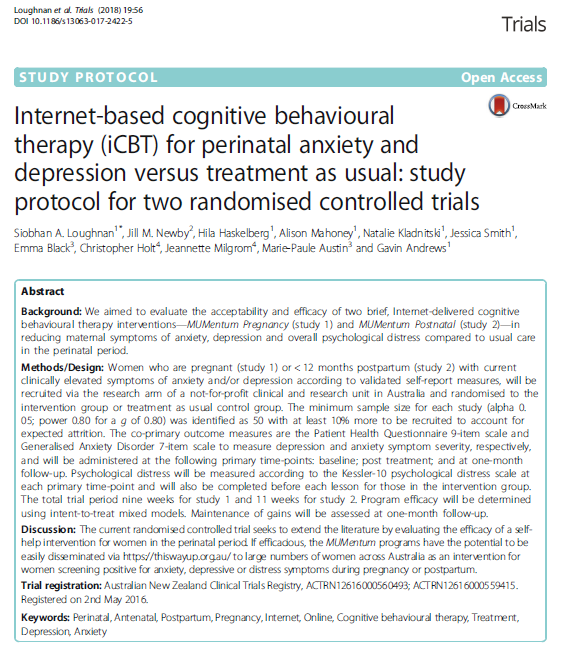 Loughnan et al. Trials (2018) 19:56
DOI 10.1186/s13063-017-2422-5
Trials
STUDY PROTOCOL
Open Access
CrossMark
Internet-based cognitive behavioural
therapy (iCBT) for perinatal anxiety and
depression versus treatment as usual: study
protocol for two randomised controlled trials
Siobhan A. Loughnan1*, Jill M. Newby2, Hila Haskelberg1, Alison Mahoney1, Natalie Kladnitski1, Jessica Smith1,
Emma Black3, Christopher Holt4, Jeannette Milgrom4, Marie-Paule Austin3 and Gavin Andrews1
Abstract
Background: We aimed to evaluate the acceptability and efficacy of two brief, Internet-delivered cognitive
behavioural therapy interventions—MUMentum Pregnancy (study 1) and MUMentum Postnatal (study 2)—in
reducing maternal symptoms of anxiety, depression and overall psychological distress compared to usual care
in the perinatal period.
Methods/Design: Women who are pregnant (study 1) or < 12 months postpartum (study 2) with current
clinically elevated symptoms of anxiety and/or depression according to validated self-report measures, will be
recruited via the research arm of a not-for-profit clinical and research unit in Australia and randomised to the
intervention group or treatment as usual control group. The minimum sample size for each study (alpha 0.
05; power 0.80 for a g of 0.80) was identified as 50 with at least 10% more to be recruited to account for
expected attrition. The co-primary outcome measures are the Patient Health Questionnaire 9-item scale and
Generalised Anxiety Disorder 7-item scale to measure depression and anxiety symptom severity, respectively,
and will be administered at the following primary time-points: baseline; post treatment; and at one-month
follow-up. Psychological distress will be measured according to the Kessler-10 psychological distress scale at
each primary time-point and will also be completed before each lesson for those in the intervention group.
The total trial period nine weeks for study 1 and 11 weeks for study 2. Program efficacy will be determined
using intent-to-treat mixed models. Maintenance of gains will be assessed at one-month follow-up.
Discussion: The current randomised controlled trial seeks to extend the literature by evaluating the efficacy of a self-
help intervention for women in the perinatal period. If efficacious, the MUMentum programs have the potential to be
easily disseminated via https://thiswayup.org.au/ to large numbers of women across Australia as an intervention for
women screening positive for anxiety, depressive or distress symptoms during pregnancy or postpartum.
Trial registration: Australian New Zealand Clinical Trials Registry, ACTRN12616000560493; ACTRN12616000559415.
Registered on 2nd May 2016.
Keywords: Perinatal, Antenatal, Postpartum, Pregnancy, Internet, Online, Cognitive behavioural therapy, Treatment,
Depression, Anxiety